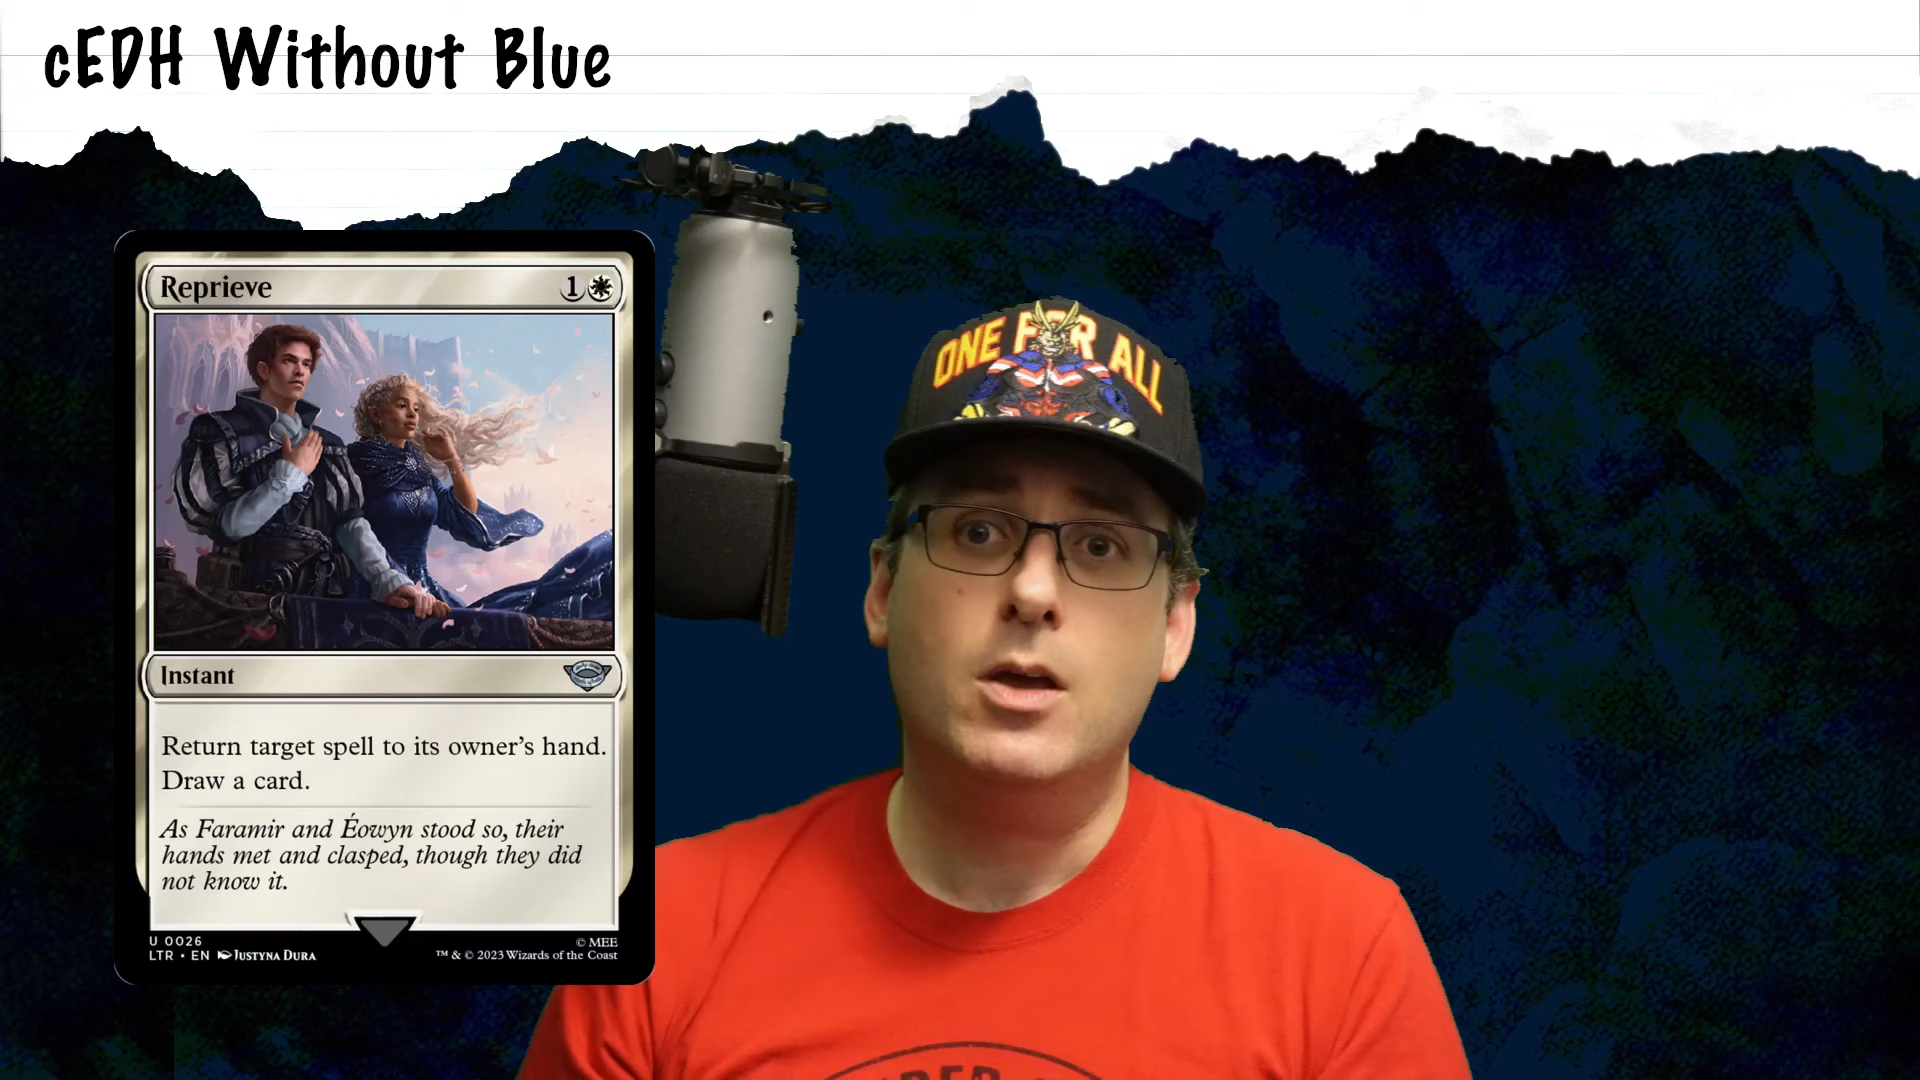 cEDH Without Blue
Reprieve 1
ONE FOR ALL
Instant
Return target spell to its owner's hand.
Draw a card.
As Faramir and Éowyn stood so, their
hands met and clasped, though they did
not know it.
U 0026
LTR • EN Justyna Dura
© MEE
™ & © 2023 Wizards of the Coast